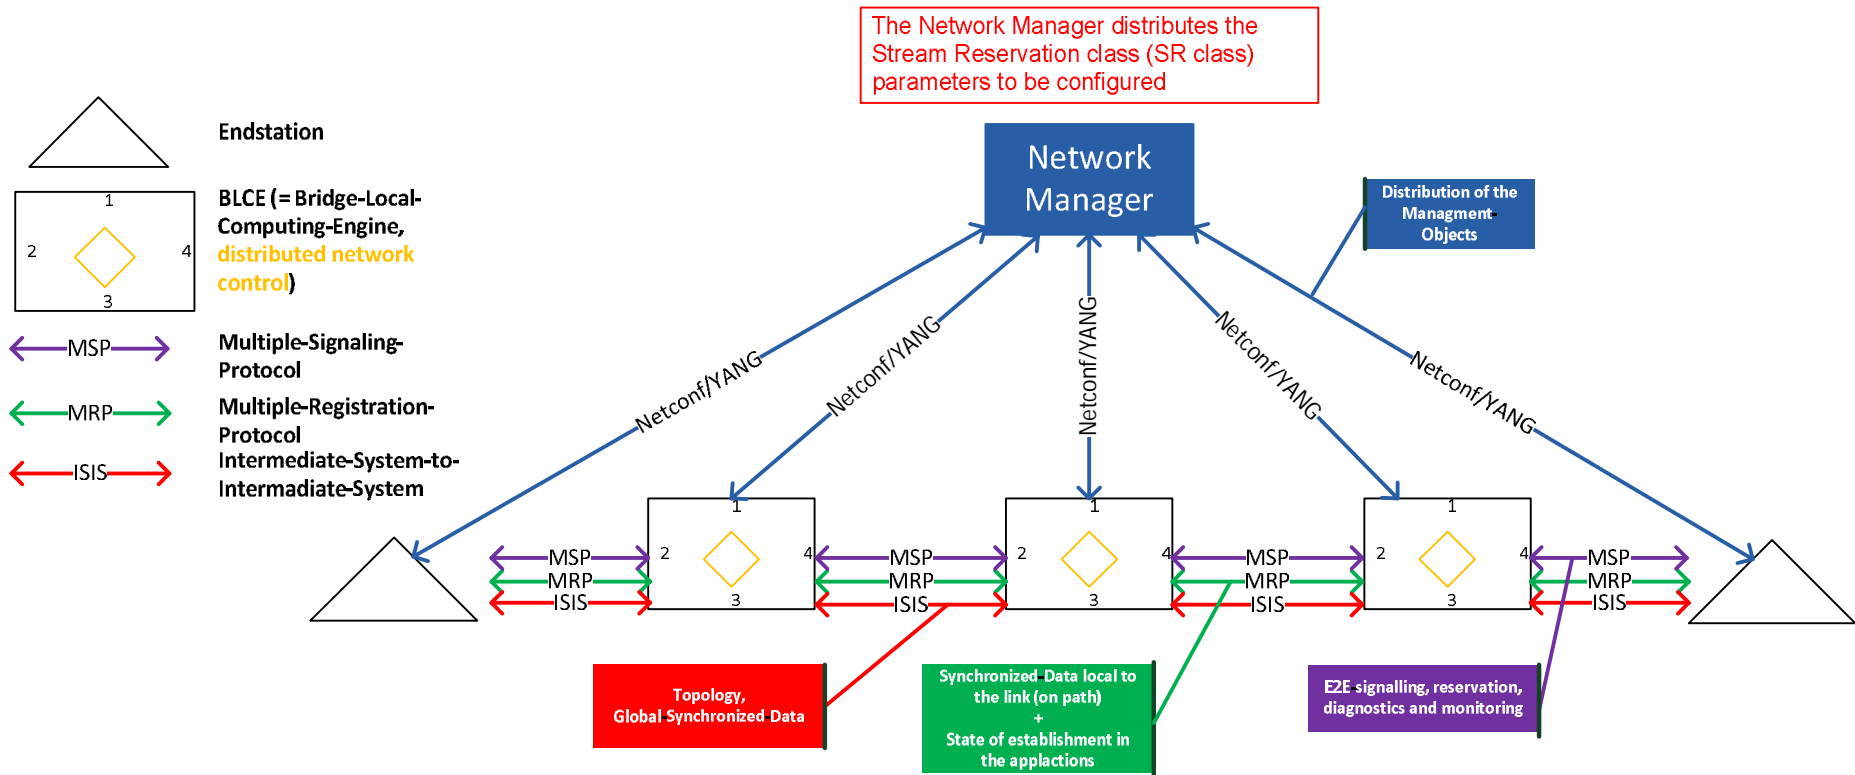 The Network Manager distributes the
Stream Reservation class (SR class)
parameters to be configured
Endstation
1
2
4
3
BLCE (= Bridge-Local-
Computing-Engine,
distributed network
control)
MSP
Multiple-Signaling-
Protocol
MRP
Multiple-Registration-
Protocol
ISIS
Intermediate-System-to-
Intermadiate-System
Network
Manager
Distribution of the
Managment-
Objects
Netconf/YANG
Netconf/YANG
Netconf/YANG
Netconf/YANG
Netconf/YANG
MSP
MRP
ISIS
1
2
4
3
MSP
MRP
ISIS
1
2
4
3
MSP
MRP
ISIS
1
2
4
3
MSP
MRP
ISIS
Topology,
Global-Synchronized-Data
Synchronized-Data local to
the link (on path)
+
State of establishment in
the applactions
E2E-signalling, reservation,
diagnostics and monitoring